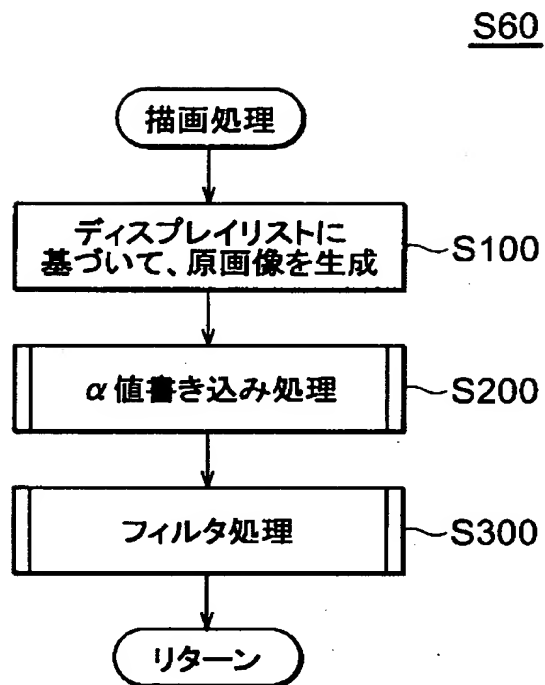 S60
描画処理
ディスプレイリストに
基づいて、原画像を生成
S100
α値書き込み処理
S200
フィルタ処理
S300
リターン